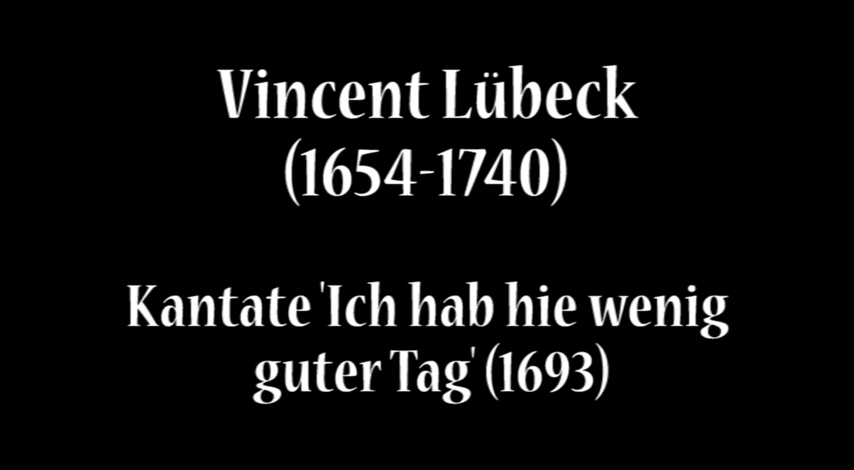 Vincent Lübeck
(1654-1740)
Kantate 'Ich hab hie wenig
guter Tag' (1693)